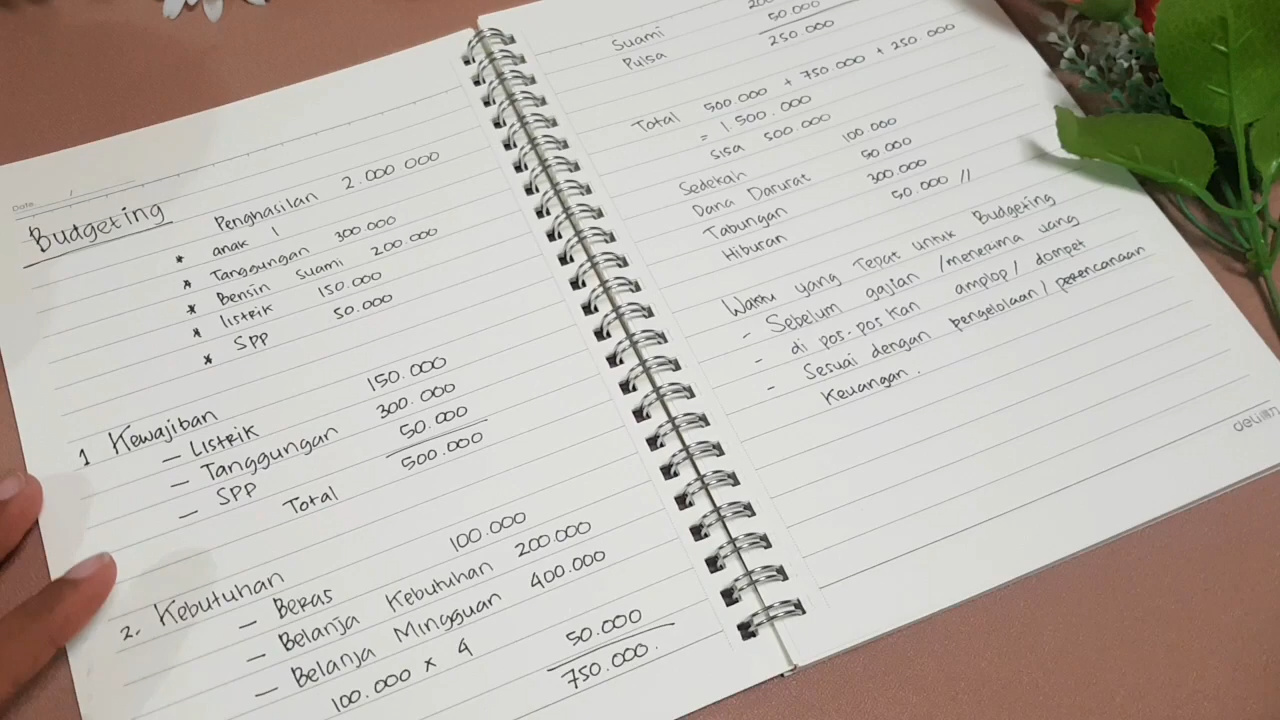 Date
Budgeting
* Penghasilan 2.000 000
* anak 1
* Tanggungan 300.000
* Bensin Suami 200.000
* listrik 150.000
* SPP 50.000
1 Kewajiban
- Listrik 150.000
- Tanggungan 300.000
- SPP 50.000
Total 500.000
2. Kebutuhan
- Beras 100.000
- Belanja Kebutuhan 200.000
- Belanja Mingguan 400.000
100.000 x 4
50.000
750.000.
Suami
Pulsa 50.000
250.000
Total 500.000 + 750.000 + 250.000
= 1.500.000
sisa 500.000
Sedekah 100 000
Dana Darurat 50 000
Tabungan 300.000
Hiburan 50.000 //
Waktu yang Tepat untuk Budgeting
- Sebelum gajian /menerima uang
- di pos-pos kan amplop/ dompet
- Sesuai dengan pengelolaan/ perencanaan
Keuangan.
deli